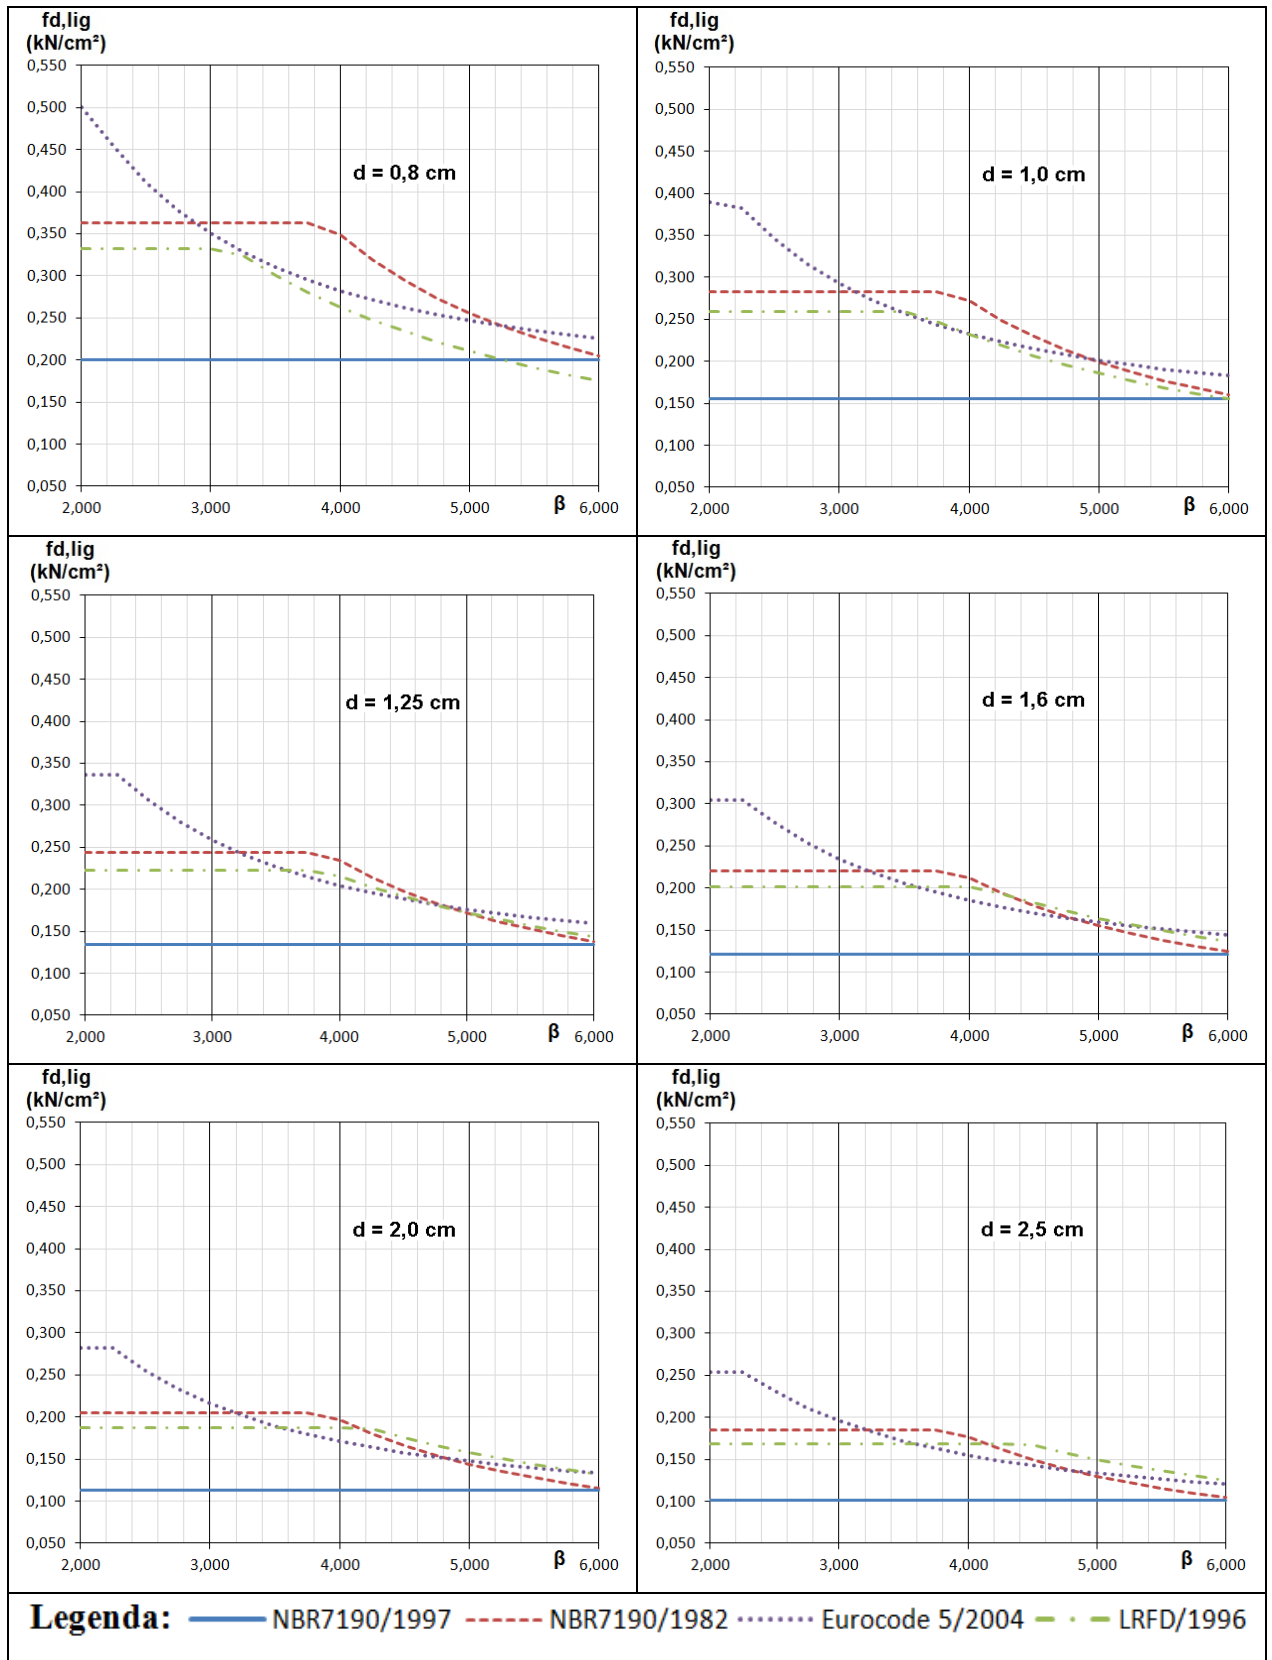 fd,lig
(kN/cm²)
0,550
0,500
0,450
0,400
0,350
0,300
0,250
0,200
0,150
0,100
0,050
d = 0,8 cm
2,000 3,000 4,000 5,000 β 6,000
fd,lig
(kN/cm²)
0,550
0,500
0,450
0,400
0,350
0,300
0,250
0,200
0,150
0,100
0,050
d = 1,0 cm
2,000 3,000 4,000 5,000 β 6,000
fd,lig
(kN/cm²)
0,550
0,500
0,450
0,400
0,350
0,300
0,250
0,200
0,150
0,100
0,050
d = 1,25 cm
2,000 3,000 4,000 5,000 β 6,000
fd,lig
(kN/cm²)
0,550
0,500
0,450
0,400
0,350
0,300
0,250
0,200
0,150
0,100
0,050
d = 1,6 cm
2,000 3,000 4,000 5,000 β 6,000
fd,lig
(kN/cm²)
0,550
0,500
0,450
0,400
0,350
0,300
0,250
0,200
0,150
0,100
0,050
d = 2,0 cm
2,000 3,000 4,000 5,000 β 6,000
fd,lig
(kN/cm²)
0,550
0,500
0,450
0,400
0,350
0,300
0,250
0,200
0,150
0,100
0,050
d = 2,5 cm
2,000 3,000 4,000 5,000 β 6,000
Legenda: NBR7190/1997 NBR7190/1982 Eurocode 5/2004 LRFD/1996